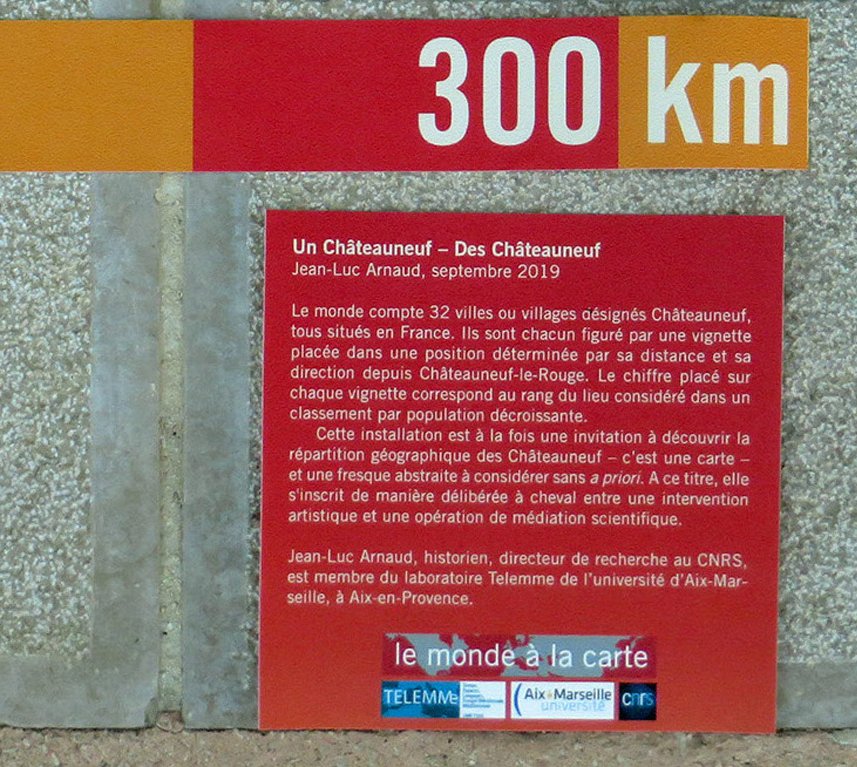 300 km
Un Châteauneuf – Des Châteauneuf
Jean-Luc Arnaud, septembre 2019
Le monde compte 32 villes ou villages désignés Châteauneuf,
tous situés en France. Ils sont chacun figuré par une vignette
placée dans une position déterminée par sa distance et sa
direction depuis Châteauneuf-le-Rouge. Le chiffre placé sur
chaque vignette correspond au rang du lieu considéré dans un
classement par population décroissante.
Cette installation est à la fois une invitation à découvrir la
répartition géographique des Châteauneuf – c'est une carte –
et une fresque abstraite à considérer sans a priori. A ce titre, elle
s'inscrit de manière délibérée à cheval entre une intervention
artistique et une opération de médiation scientifique.
Jean-Luc Arnaud, historien, directeur de recherche au CNRS,
est membre du laboratoire Telemme de l'université d'Aix-Mar-
seille, à Aix-en-Provence.
le monde à la carte
TELEMMe
Aix Marseille
université
cnrs